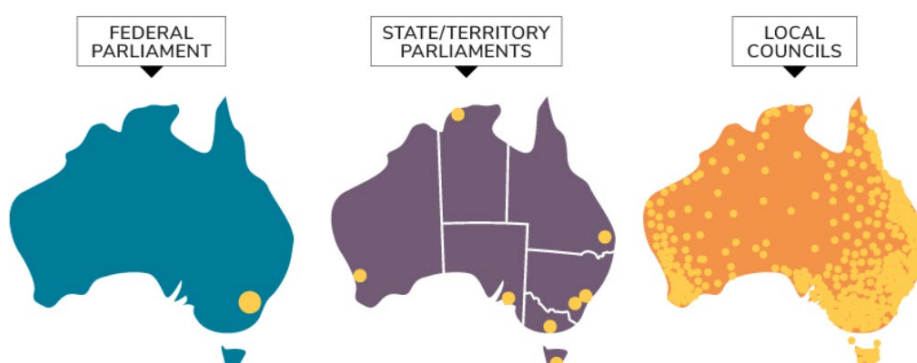 FEDERAL
PARLIAMENT
STATE/TERRITORY
PARLIAMENTS
LOCAL
COUNCILS